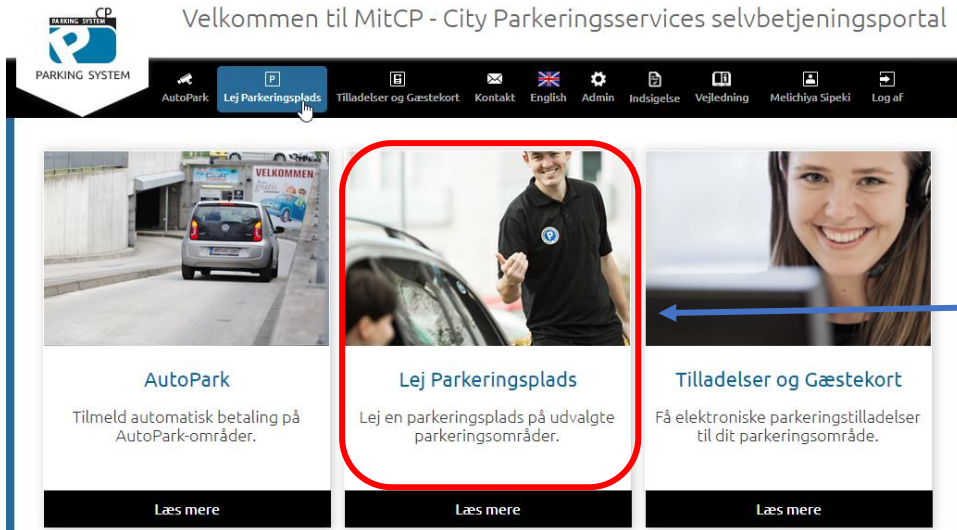 CP
PARKING SYSTEM
PARKING SYSTEM
Velkommen til MitCP - City Parkeringsservices selvbetjeningsportal
AutoPark
P
Lej Parkeringsplads
Tilladelser og Gæstekort
Kontakt
English
Admin
Indsigelse
Vejledning
Melichiya Sipeki
Log af
VELKOMMEN
gratis
P
AutoPark
Tilmeld automatisk betaling på
AutoPark-områder.
Læs mere
Lej Parkeringsplads
Lej en parkeringsplads på udvalgte
parkeringsområder.
Læs mere
Tilladelser og Gæstekort
Få elektroniske parkeringstilladelser
til dit parkeringsområde.
Læs mere